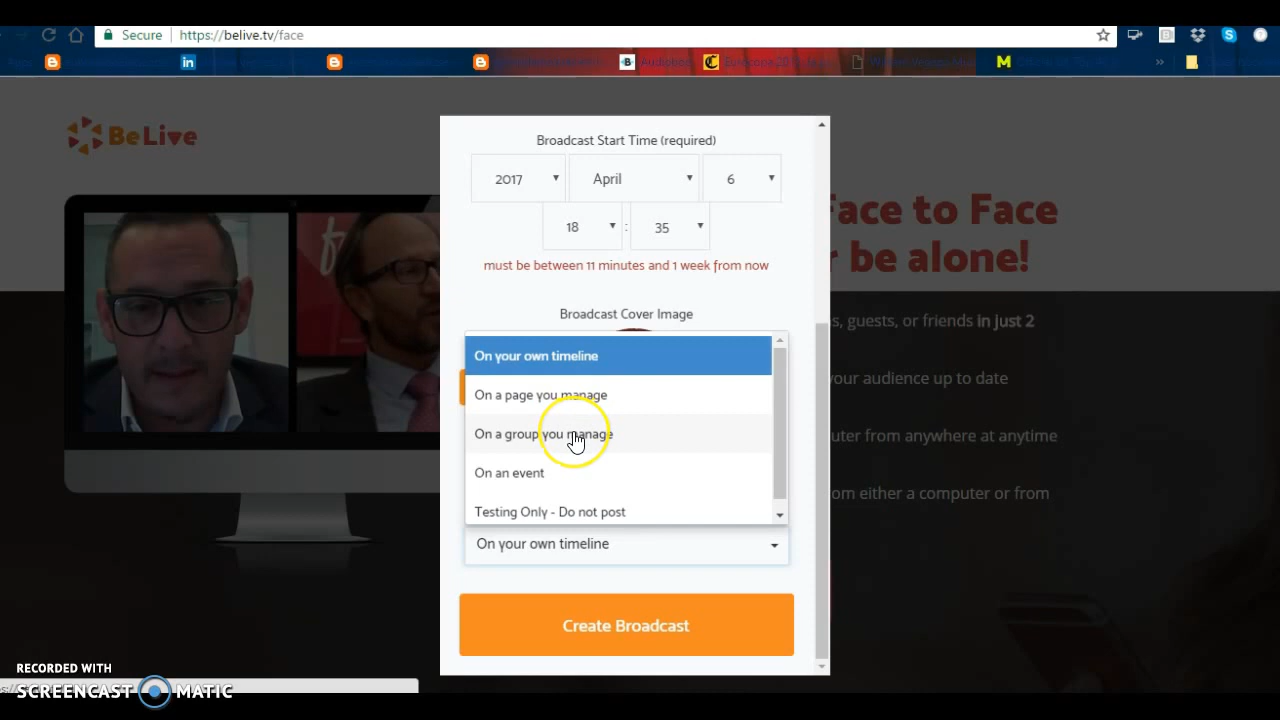 Secure https://belive.tv/face
BeLive
Broadcast Start Time (required)
2017 April 6
18 : 35
must be between 11 minutes and 1 week from now
Broadcast Cover Image
On your own timeline
On a page you manage
On a group you manage
On an event
Testing Only - Do not post
On your own timeline
Create Broadcast
Face to Face
be alone!
s, guests, or friends in just 2
your audience up to date
uter from anywhere at anytime
om either a computer or from
RECORDED WITH
SCREENCAST MATIC